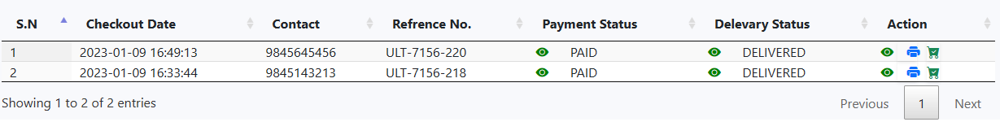 S.N Checkout Date Contact Refrence No. Payment Status Delevary Status Action
1 2023-01-09 16:49:13 9845645456 ULT-7156-220 PAID DELIVERED
2 2023-01-09 16:33:44 9845143213 ULT-7156-218 PAID DELIVERED
Showing 1 to 2 of 2 entries Previous 1 Next